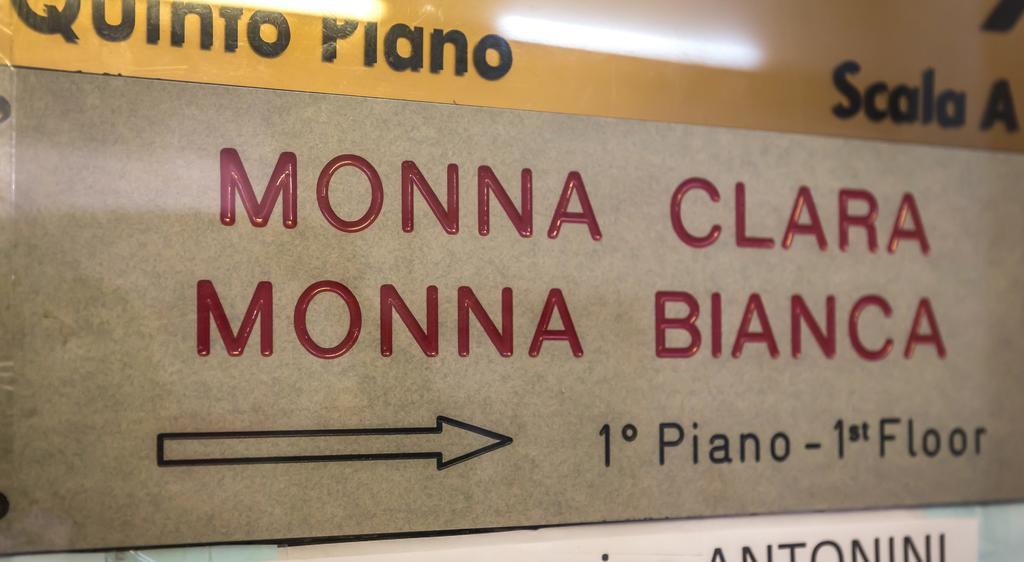 Quinto Piano
Scala A
MONNA CLARA
MONNA BIANCA
1° Piano - 1st Floor
ANTONINI